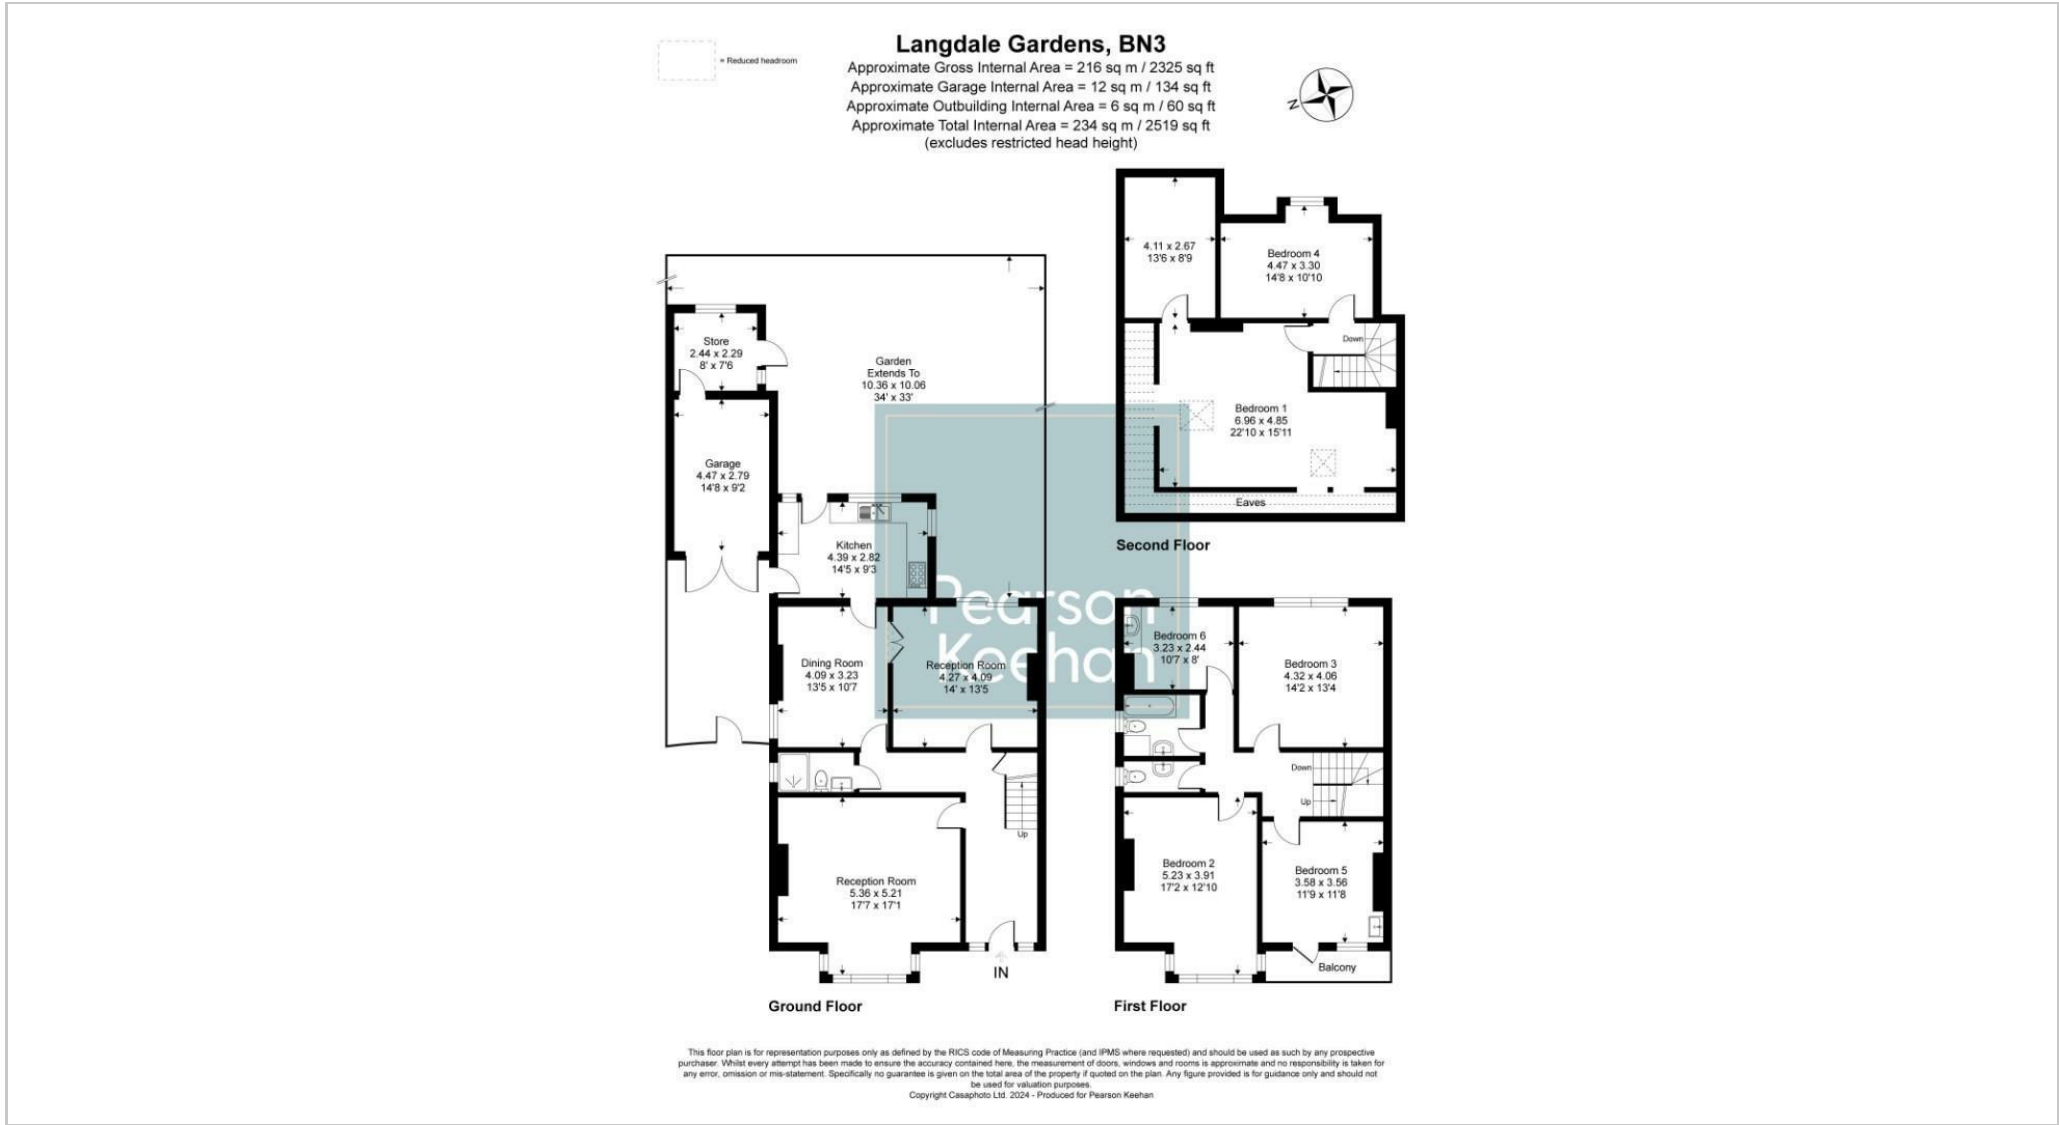 Langdale Gardens, BN3
Approximate Gross Internal Area = 216 sq m / 2325 sq ft
Approximate Garage Internal Area = 12 sq m / 134 sq ft
Approximate Outbuilding Internal Area = 6 sq m / 60 sq ft
Approximate Total Internal Area = 234 sq m / 2519 sq ft
(excludes restricted head height)
= Reduced headroom
N
4.11 x 2.67
13'6 x 8'9
Bedroom 4
4.47 x 3.30
14'8 x 10'10
Down
Bedroom 1
6.96 x 4.85
22'10 x 15'11
Eaves
Second Floor
Store
2.44 x 2.29
8' x 7'6
Garden
Extends To
10.36 x 10.06
34' x 33'
Garage
4.47 x 2.79
14'8 x 9'2
Kitchen
4.39 x 2.82
14'5 x 9'3
Pearson
Keehan
Dining Room
4.09 x 3.23
13'5 x 10'7
Reception Room
4.27 x 4.09
14' x 13'5
Up
Reception Room
5.36 x 5.21
17'7 x 17'1
IN
Ground Floor
Bedroom 6
3.23 x 2.44
10'7 x 8'
Bedroom 3
4.32 x 4.06
14'2 x 13'4
Down
Up
Bedroom 2
5.23 x 3.91
17'2 x 12'10
Bedroom 5
3.58 x 3.56
11'9 x 11'8
Balcony
First Floor
This floor plan is for representation purposes only as defined by the RICS code of Measuring Practice (and IPMS where requested) and should be used as such by any prospective
purchaser. Whilst every attempt has been made to ensure the accuracy contained here, the measurement of doors, windows and rooms is approximate and no responsibility is taken for
any error, omission or mis-statement. Specifically no guarantee is given on the total area of the property if quoted on the plan. Any figure provided is for guidance only and should not
be used for valuation purposes.
Copyright Casaphoto Ltd. 2024 - Produced for Pearson Keehan